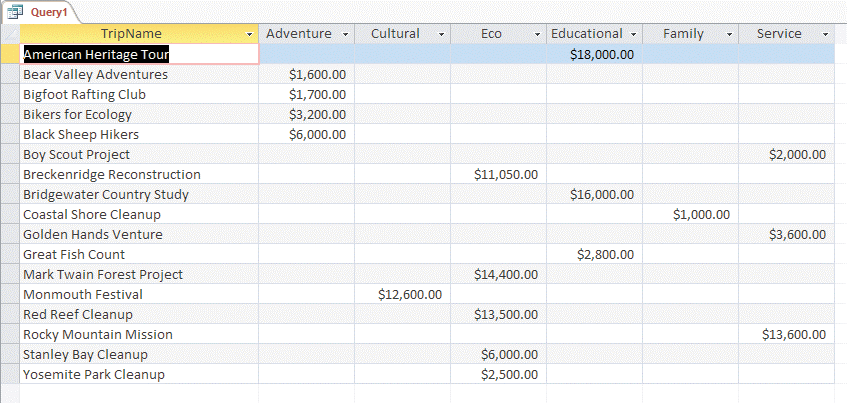 Query1
TripName Adventure Cultural Eco Educational Family Service
American Heritage Tour $18,000.00
Bear Valley Adventures $1,600.00
Bigfoot Rafting Club $1,700.00
Bikers for Ecology $3,200.00
Black Sheep Hikers $6,000.00
Boy Scout Project $2,000.00
Breckenridge Reconstruction $11,050.00
Bridgewater Country Study $16,000.00
Coastal Shore Cleanup $1,000.00
Golden Hands Venture $3,600.00
Great Fish Count $2,800.00
Mark Twain Forest Project $14,400.00
Monmouth Festival $12,600.00
Red Reef Cleanup $13,500.00
Rocky Mountain Mission $13,600.00
Stanley Bay Cleanup $6,000.00
Yosemite Park Cleanup $2,500.00